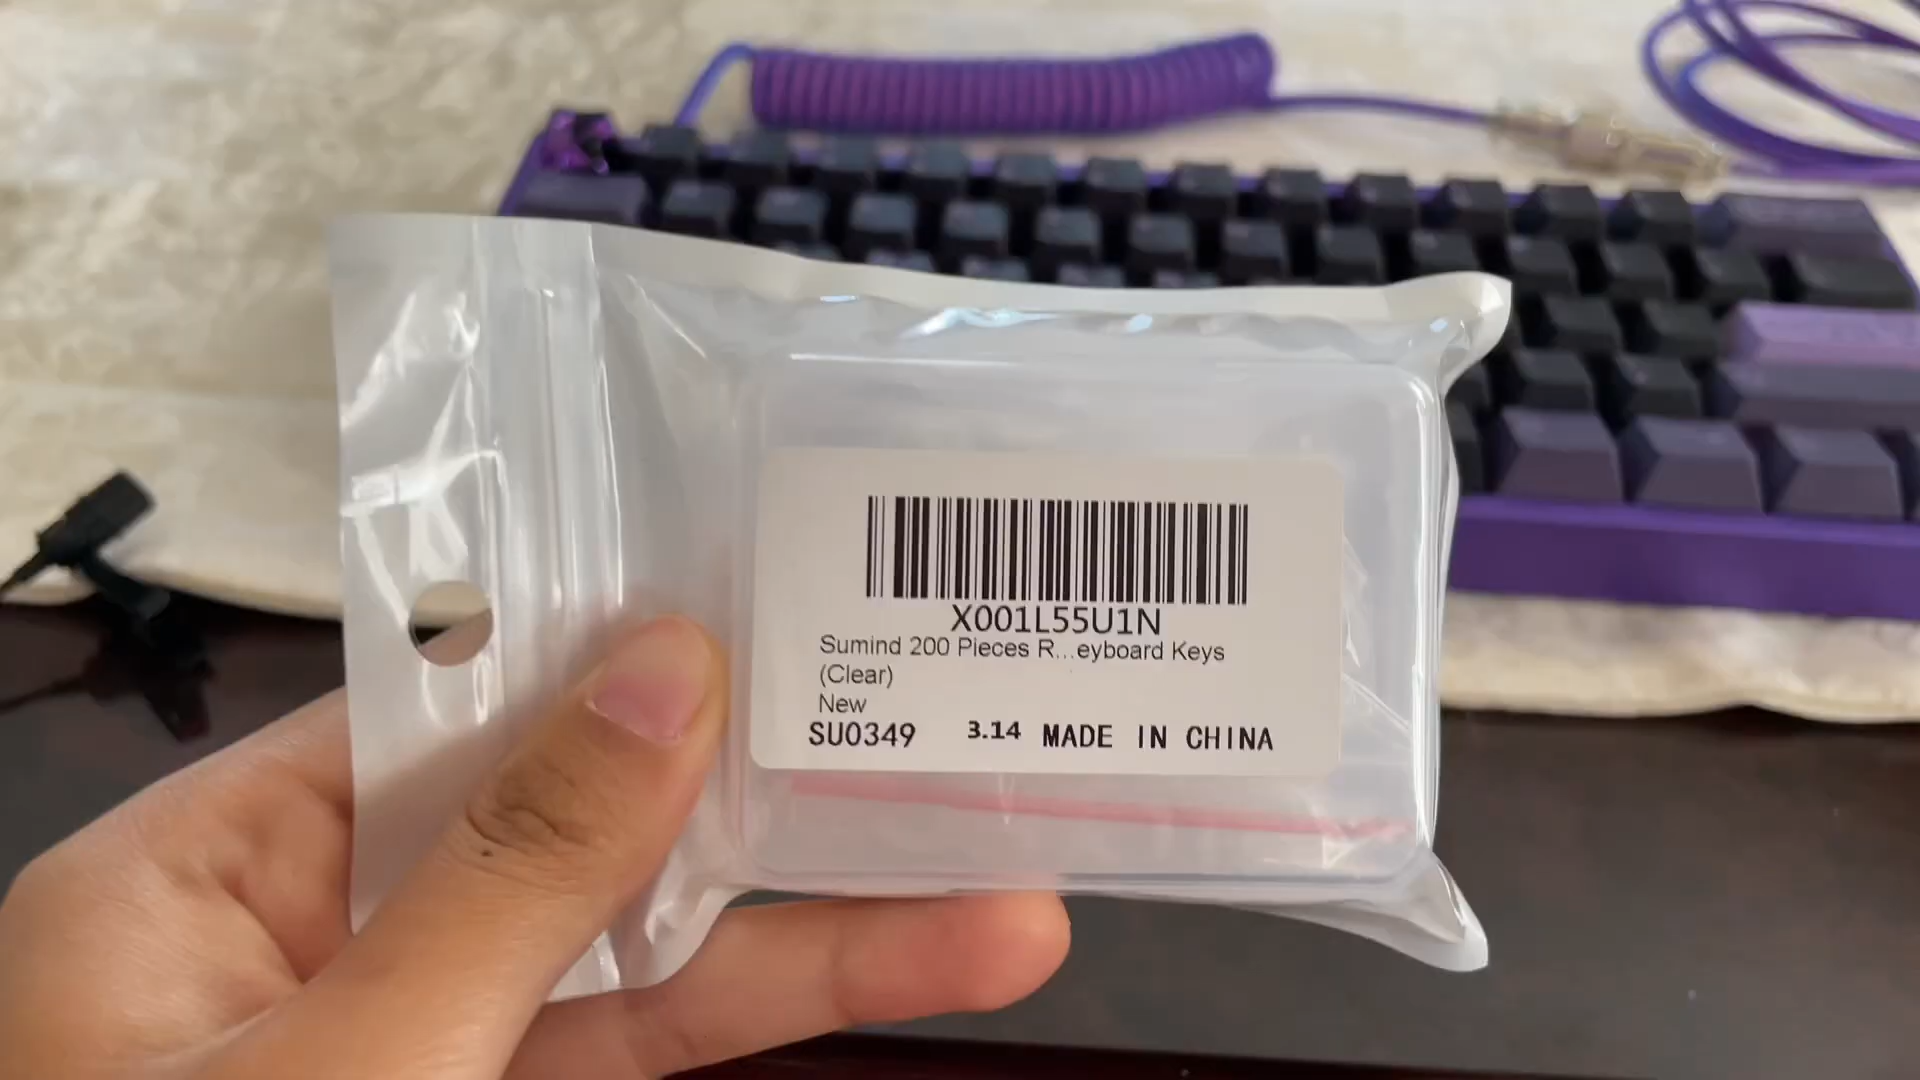 X001L55U1N
Sumind 200 Pieces R...eyboard Keys
(Clear)
New
SU0349 3.14 MADE IN CHINA